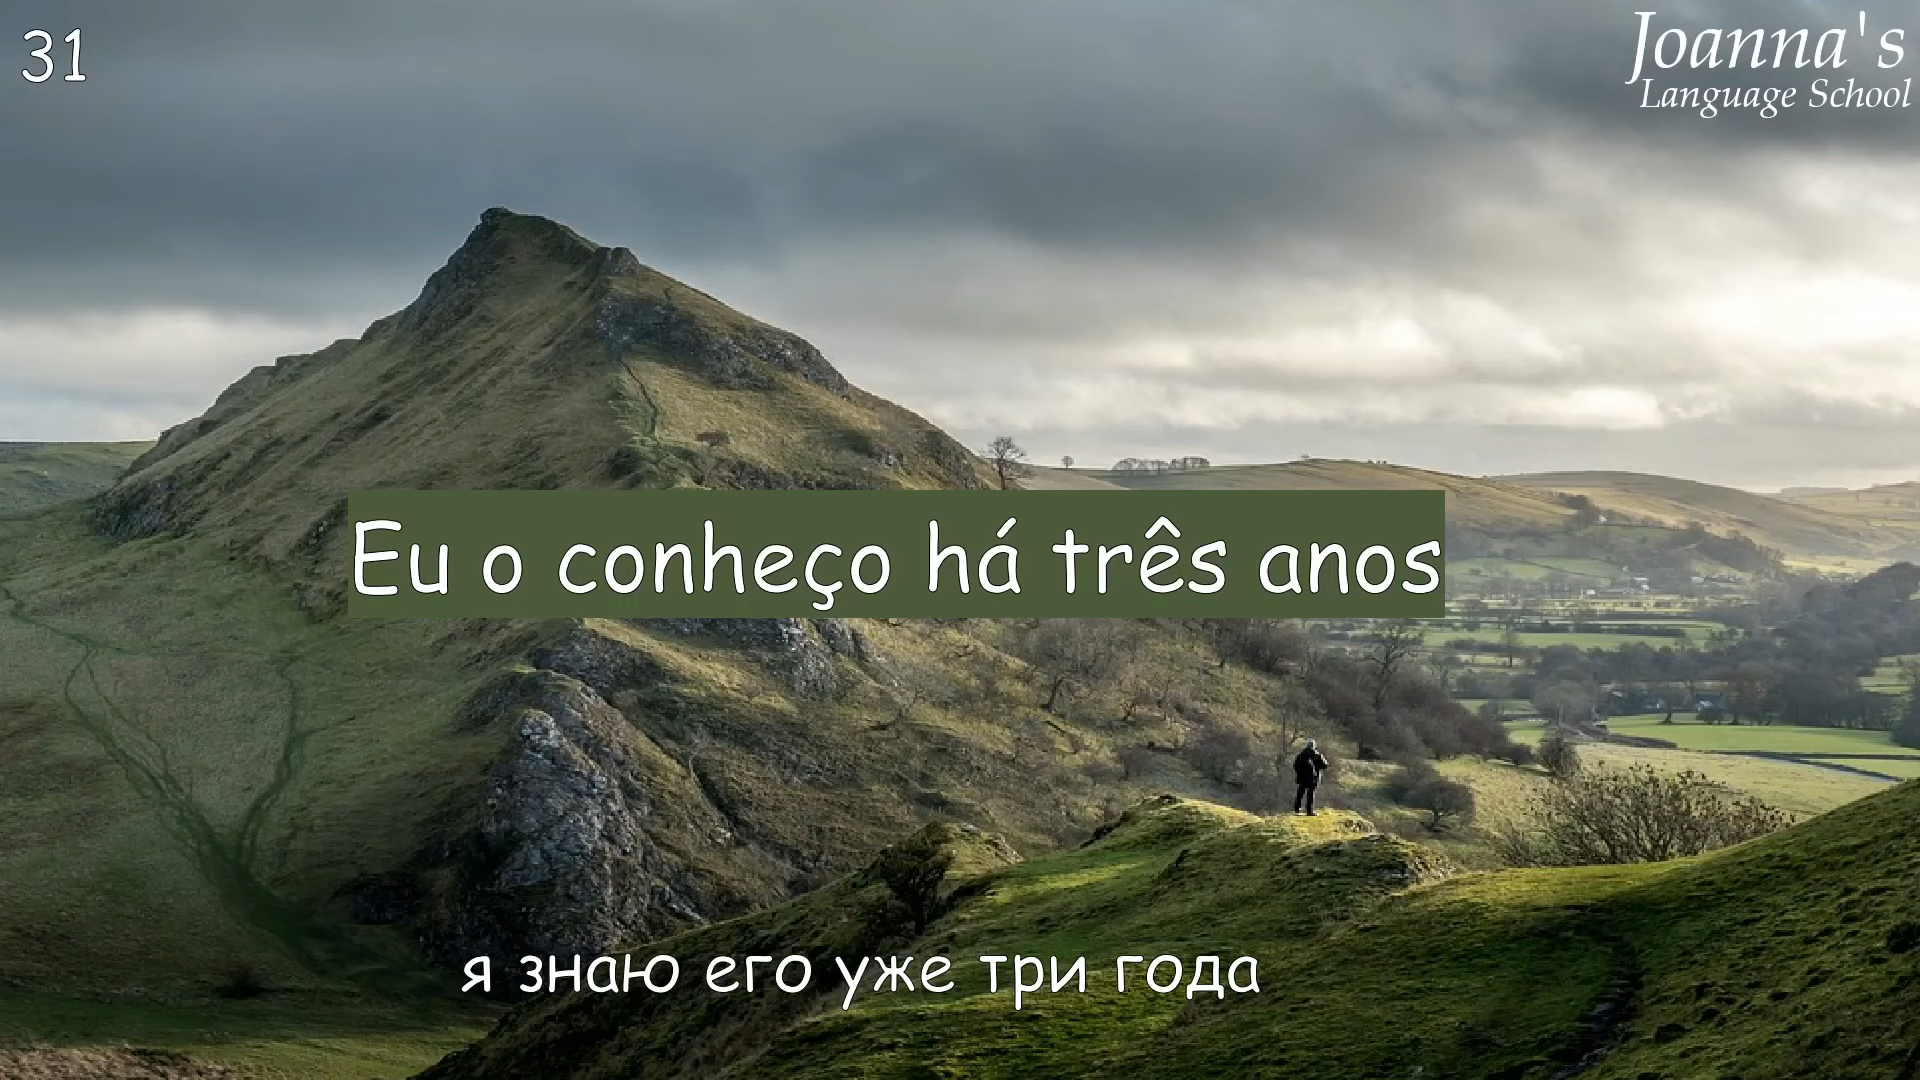 31
Joanna's
Language School
Eu o conheço há três anos
я знаю его уже три года